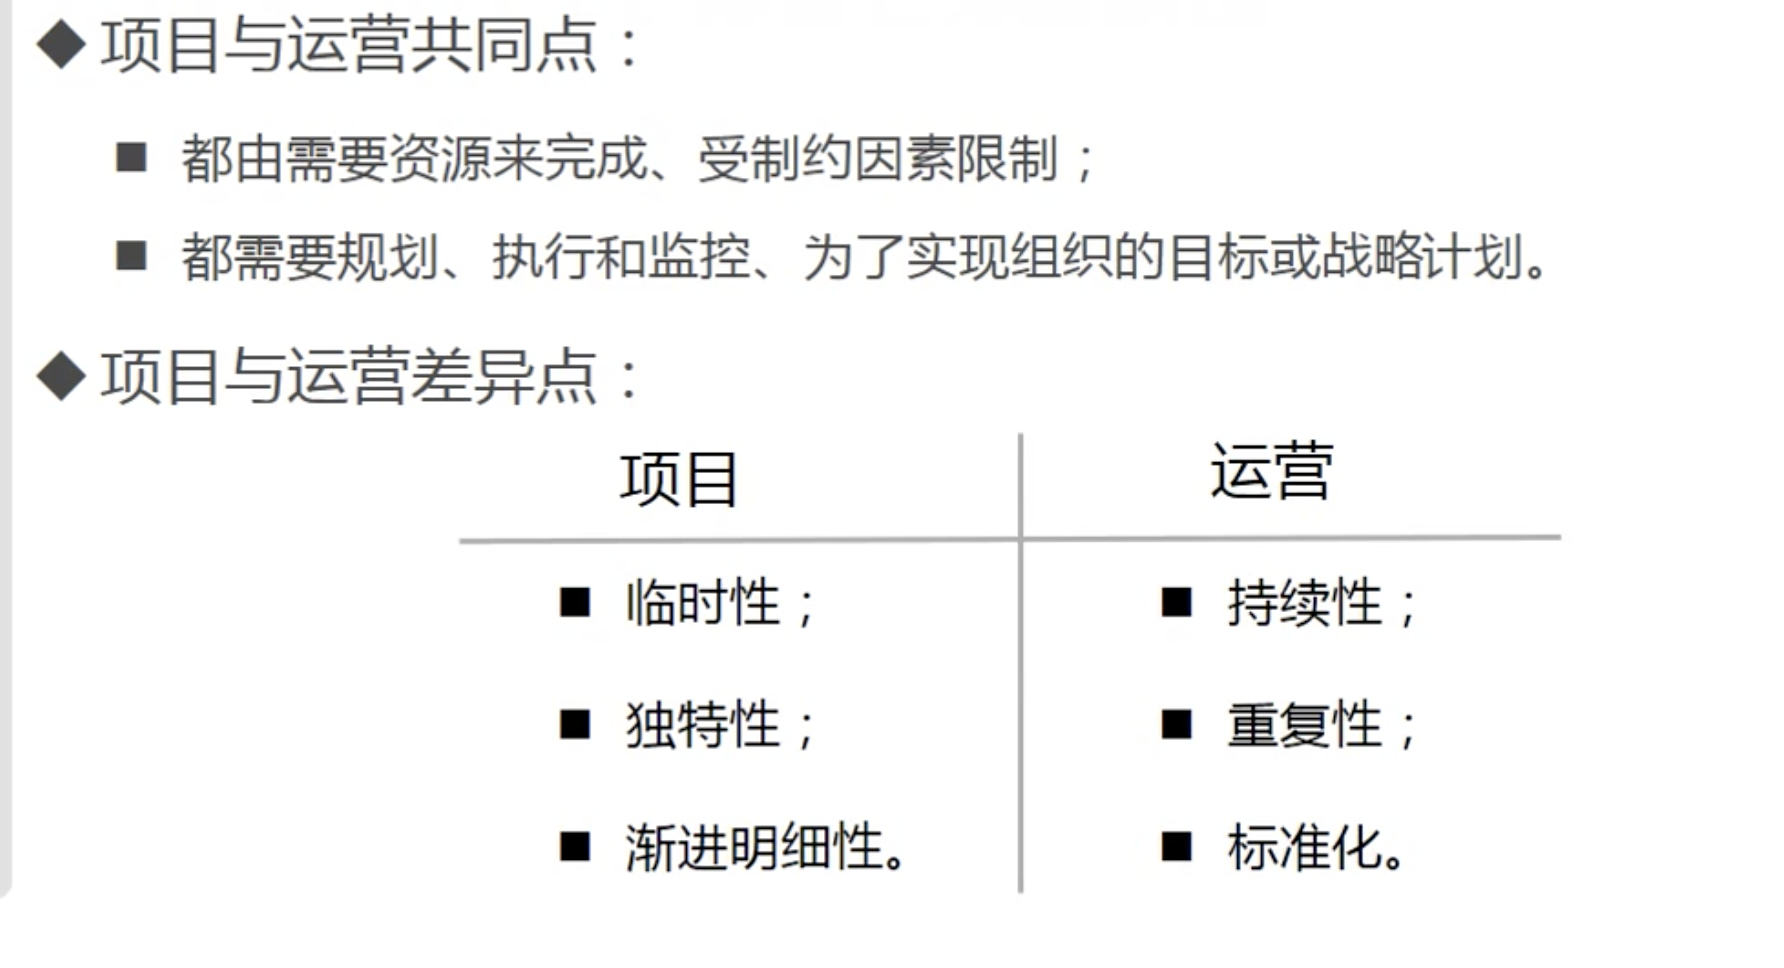 ◆项目与运营共同点：
■ 都由需要资源来完成、受制约因素限制；
■ 都需要规划、执行和监控、为了实现组织的目标或战略计划。
◆项目与运营差异点：
项目 运营
■ 临时性； ■ 持续性；
■ 独特性； ■ 重复性；
■ 渐进明细性。 ■ 标准化。